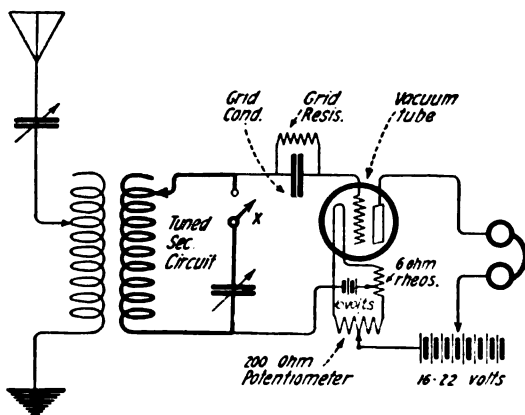 Grid
Cond.
Grid
Resis.
Vacuum
tube
Tuned
Sec.
Circuit
X
6 ohm
rheos.
volts
200 Ohm
Potentiometer
16-22 volts